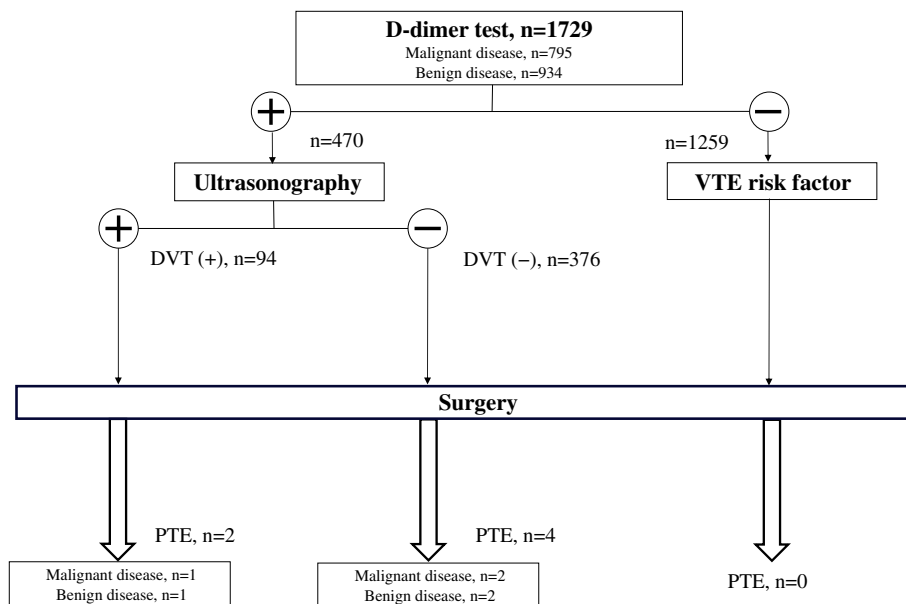 D-dimer test, n=1729
Malignant disease, n=795
Benign disease, n=934
+
−
n=470
n=1259
Ultrasonography
VTE risk factor
+
−
DVT (+), n=94
DVT (−), n=376
Surgery
PTE, n=2
PTE, n=4
PTE, n=0
Malignant disease, n=1
Benign disease, n=1
Malignant disease, n=2
Benign disease, n=2